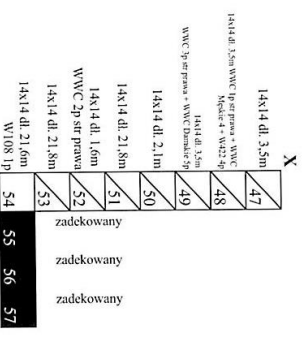 X
14x14 dł. 3,5m
47
14x14 dł. 3,5m WWC 1p str prawa + WWC
Męskie 4 + W422 4p
48
14x14 dł. 3,5m
WWC 3p str prawa + WWC Damskie 5p
49
14x14 dł. 2,1m
50
14x14 dł. 21,8m
51
14x14 dł. 1,6m
WWC 2p str prawa
52
14x14 dł. 21,8m
53
14x14 dł. 21,6m
W108 1p
54
zadekowany
55
zadekowany
56
zadekowany
57